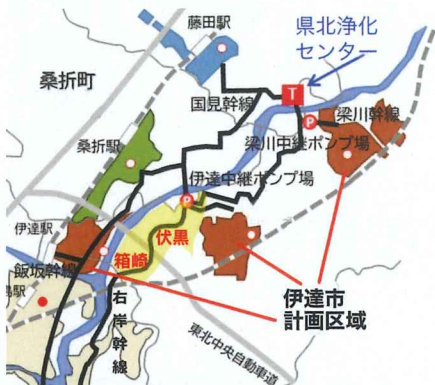 藤田駅
県北浄化
センター
桑折町
国見幹線
T
梁川幹線
P
梁川中継ポンプ場
桑折駅
伊達中継ポンプ場
P
伊達駅
伏黒
箱崎
飯坂幹線
島駅
伊達市
計画区域
右岸幹線
東北中央自動車道